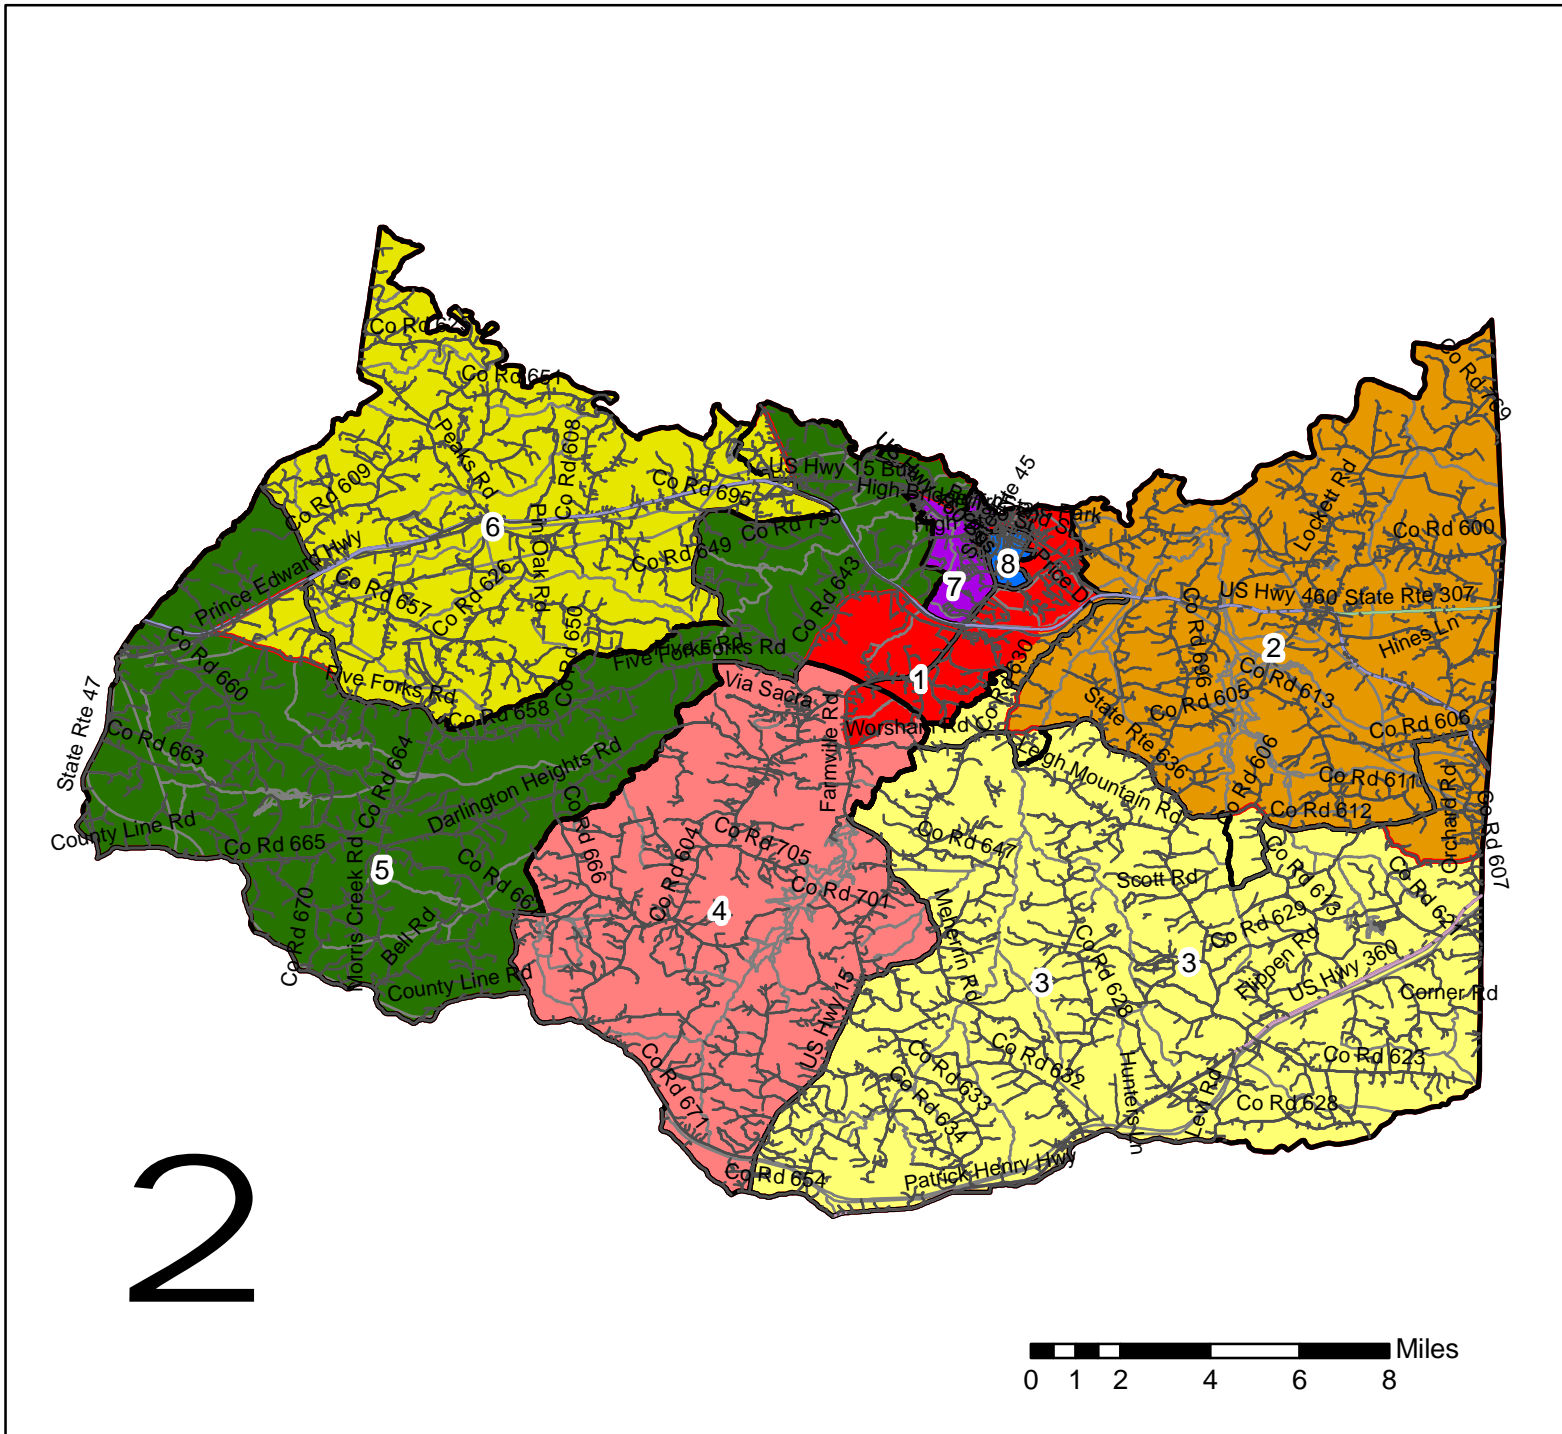 Co Rd 651
Co Rd 769
Peaks Rd
Co Rd 608
US Hwy 15 Bus
Co Rd 695
Co Rd 609
Lockett Rd
Co Rd 600
6
Pin Oak Rd
Co Rd 795
Co Rd 649
Prince Edward Hwy
Co Rd 657
Co Rd 626
Co Rd 643
8
7
US Hwy 460
State Rte 307
Hines Ln
Co Rd 696
2
Co Rd 613
Co Rd 605
Co Rd 606
Co Rd 660
Co Rd 650
Five Forks Rd
Five Forks Rd
Co Rd 658
Via Sacra
1
Co Rd 630
State Rte 636
State Rte 47
Co Rd 663
Co Rd 664
Darlington Heights Rd
Farmville Rd
Leigh Mountain Rd
Co Rd 606
Co Rd 611
Co Rd 612
Orchard Rd
Co Rd 607
County Line Rd
Co Rd 665
Co Rd 666
Co Rd 604
Co Rd 705
Co Rd 647
Scott Rd
Co Rd 613
5
Morris Creek Rd
Co Rd 670
Bell Rd
Co Rd 701
4
Meherrin Rd
Co Rd 629
Flippen Rd
US Hwy 360
County Line Rd
3
3
Co Rd 628
Corner Rd
US Hwy 15
Co Rd 671
Co Rd 633
Co Rd 632
Co Rd 634
Hunters Ln
Levi Rd
Co Rd 623
Co Rd 628
Co Rd 654
Patrick Henry Hwy
2
Miles
0 1 2 4 6 8